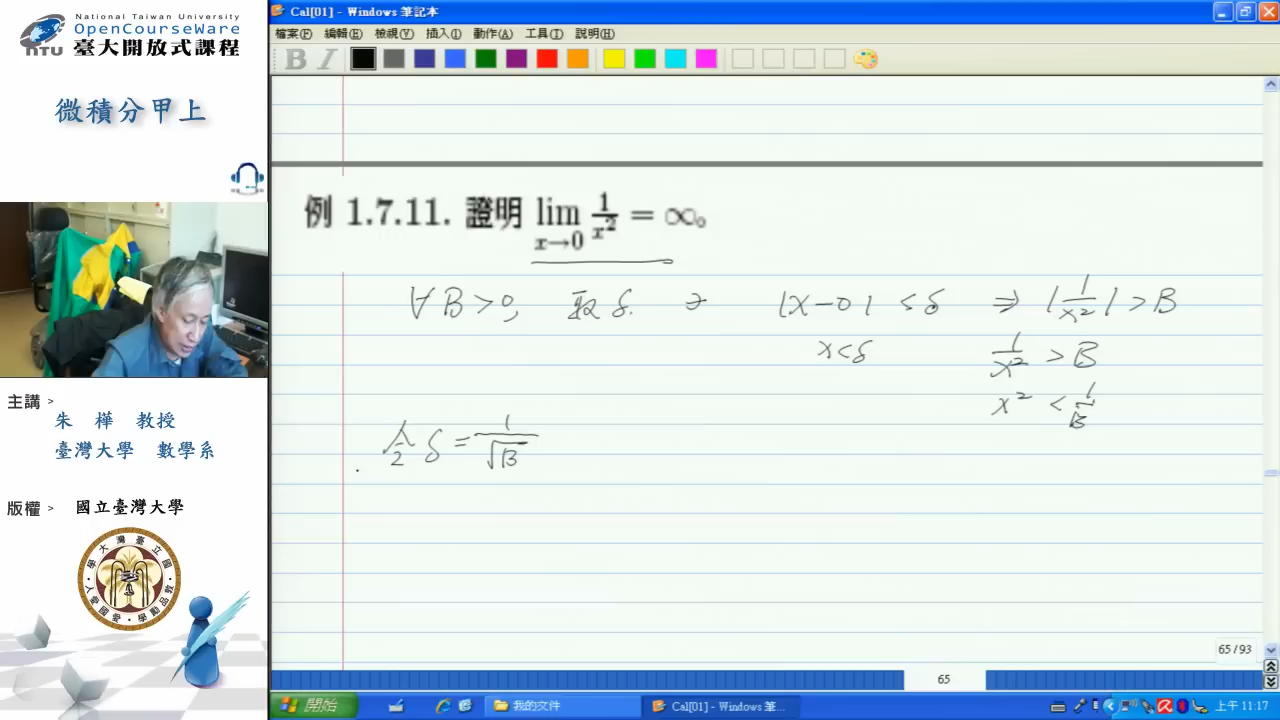 National Taiwan University
OpenCourseWare
NTU 臺大開放式課程
微積分甲上
主講 >
朱 樺 教授
臺灣大學 數學系
版權 > 國立臺灣大學
Cal[01] - Windows 筆記本
檔案(F) 編輯(E) 檢視(V) 插入(I) 動作(A) 工具(T) 說明(H)
B I
例 1.7.11. 證明 lim x→0 1/x² = ∞。
∀ B > 0, 取 δ ∋ |x-0| < δ ⇒ |1/x²| > B
x < δ 1/x² > B
x² < 1/B
令 δ = 1/√B
65/93
65
開始 我的文件 Cal[01] - Windows 筆... 上午 11:17